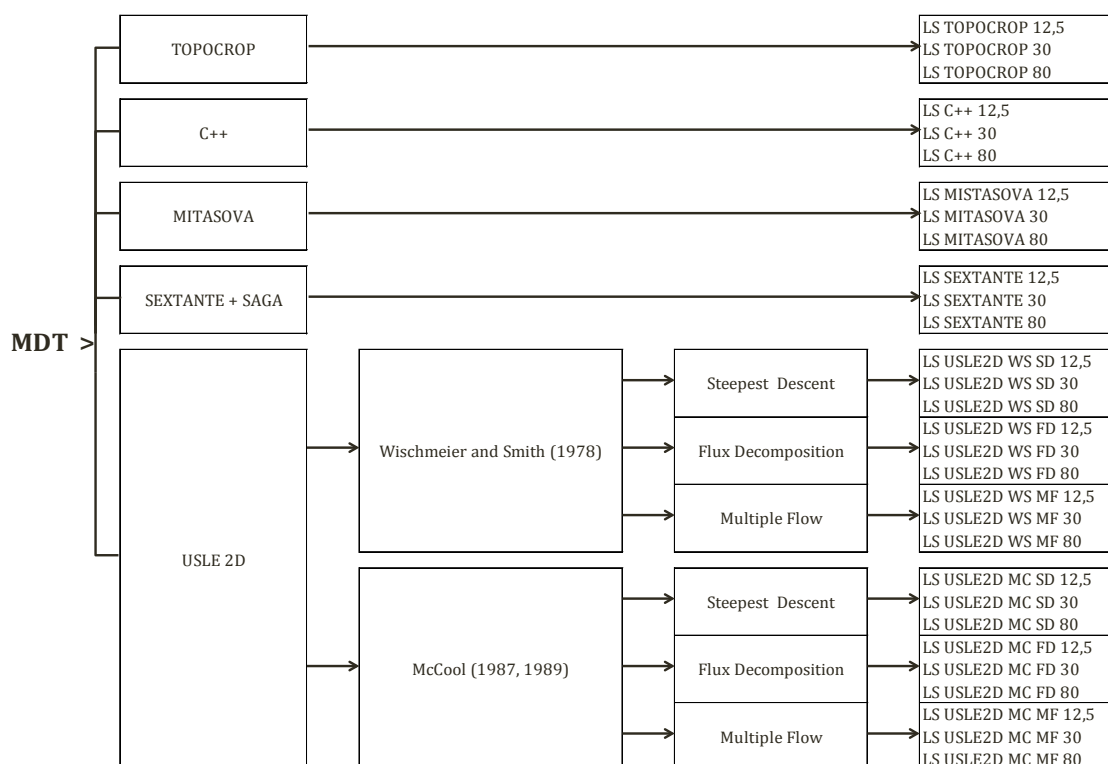 MDT >
TOPOCROP
LS TOPOCROP 12,5
LS TOPOCROP 30
LS TOPOCROP 80
C++
LS C++ 12,5
LS C++ 30
LS C++ 80
MITASOVA
LS MISTASOVA 12,5
LS MITASOVA 30
LS MITASOVA 80
SEXTANTE + SAGA
LS SEXTANTE 12,5
LS SEXTANTE 30
LS SEXTANTE 80
USLE 2D
Wischmeier and Smith (1978)
Steepest Descent
LS USLE2D WS SD 12,5
LS USLE2D WS SD 30
LS USLE2D WS SD 80
Flux Decomposition
LS USLE2D WS FD 12,5
LS USLE2D WS FD 30
LS USLE2D WS FD 80
Multiple Flow
LS USLE2D WS MF 12,5
LS USLE2D WS MF 30
LS USLE2D WS MF 80
McCool (1987, 1989)
Steepest Descent
LS USLE2D MC SD 12,5
LS USLE2D MC SD 30
LS USLE2D MC SD 80
Flux Decomposition
LS USLE2D MC FD 12,5
LS USLE2D MC FD 30
LS USLE2D MC FD 80
Multiple Flow
LS USLE2D MC MF 12,5
LS USLE2D MC MF 30
LS USLE2D MC MF 80